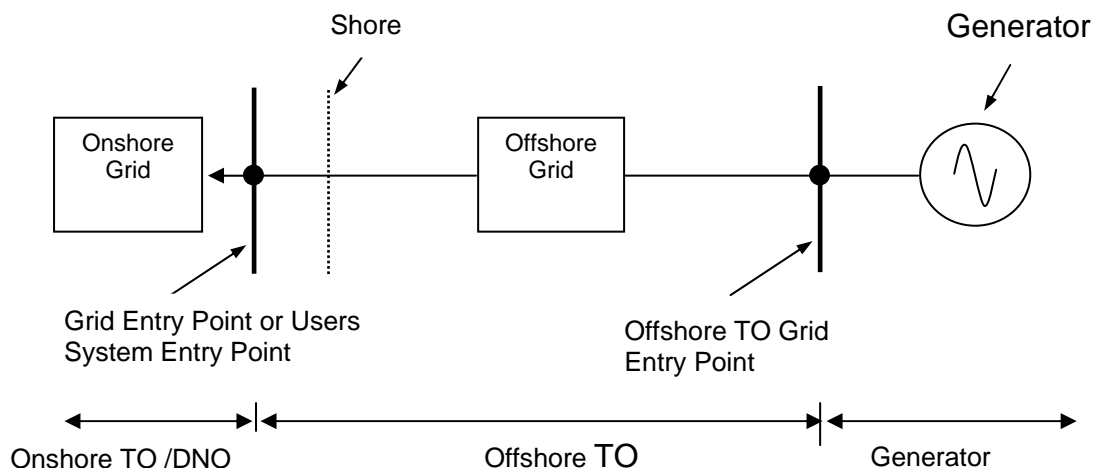 Shore
Generator
Onshore
Grid
Offshore
Grid
Grid Entry Point or Users
System Entry Point
Offshore TO Grid
Entry Point
Onshore TO /DNO
Offshore TO
Generator